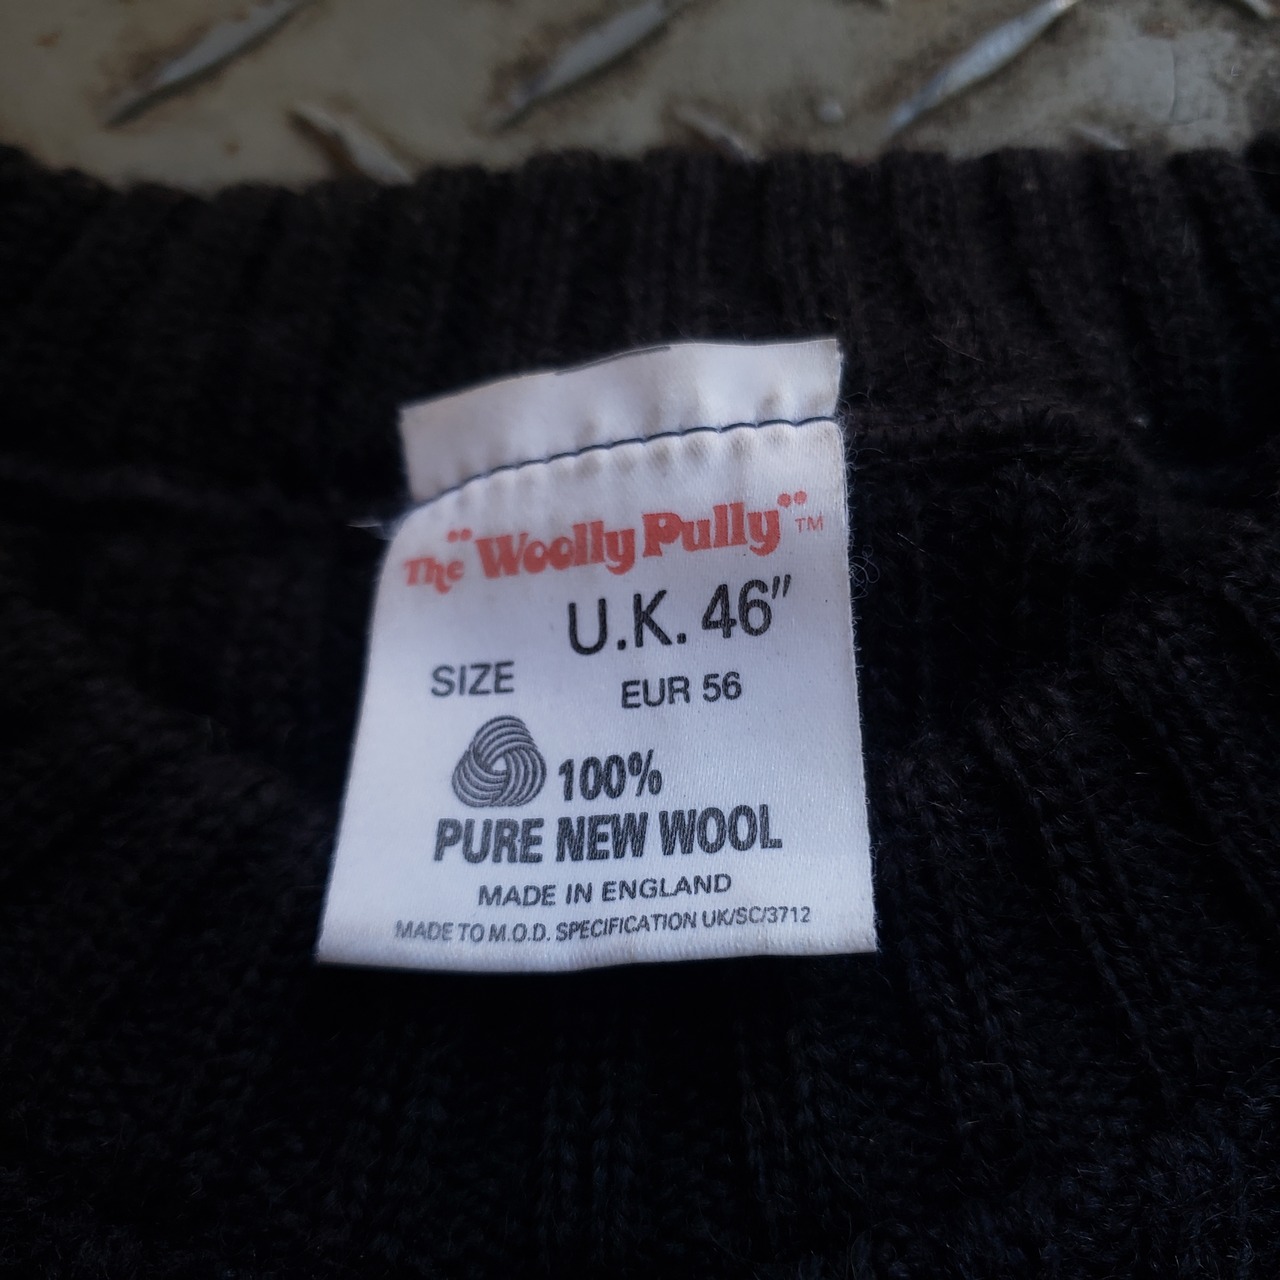 The "Woolly Pully" ™
U.K. 46"
SIZE
EUR 56
100%
PURE NEW WOOL
MADE IN ENGLAND
MADE TO M.O.D. SPECIFICATION UK/SC/3712